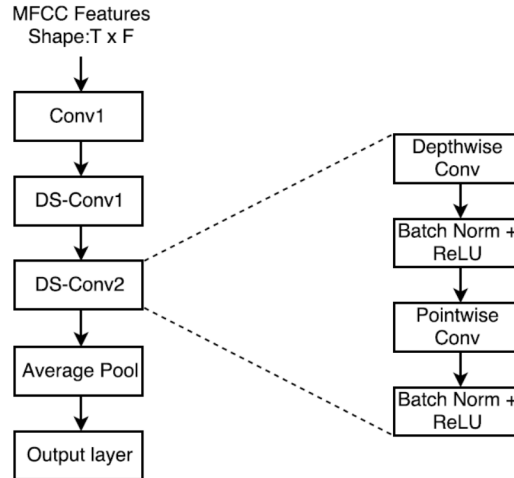 MFCC Features
Shape:T x F
Conv1
DS-Conv1
DS-Conv2
Average Pool
Output layer
Depthwise
Conv
Batch Norm +
ReLU
Pointwise
Conv
Batch Norm +
ReLU